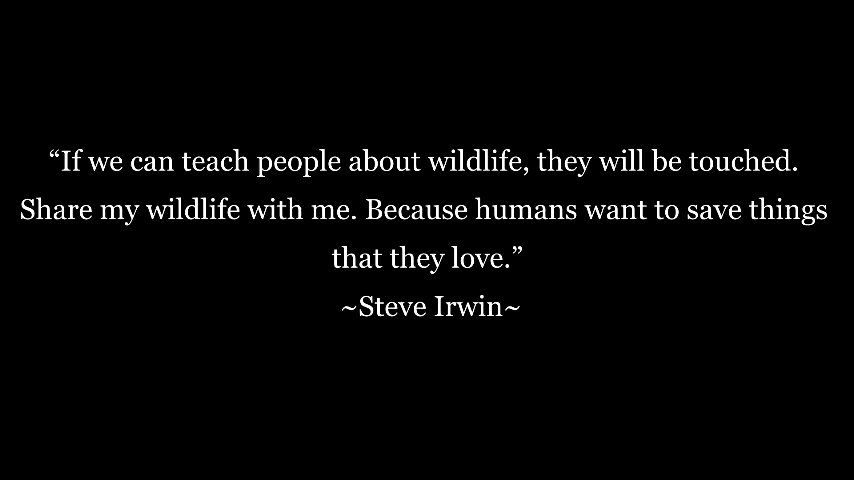 “If we can teach people about wildlife, they will be touched.
Share my wildlife with me. Because humans want to save things
that they love.”
~Steve Irwin~